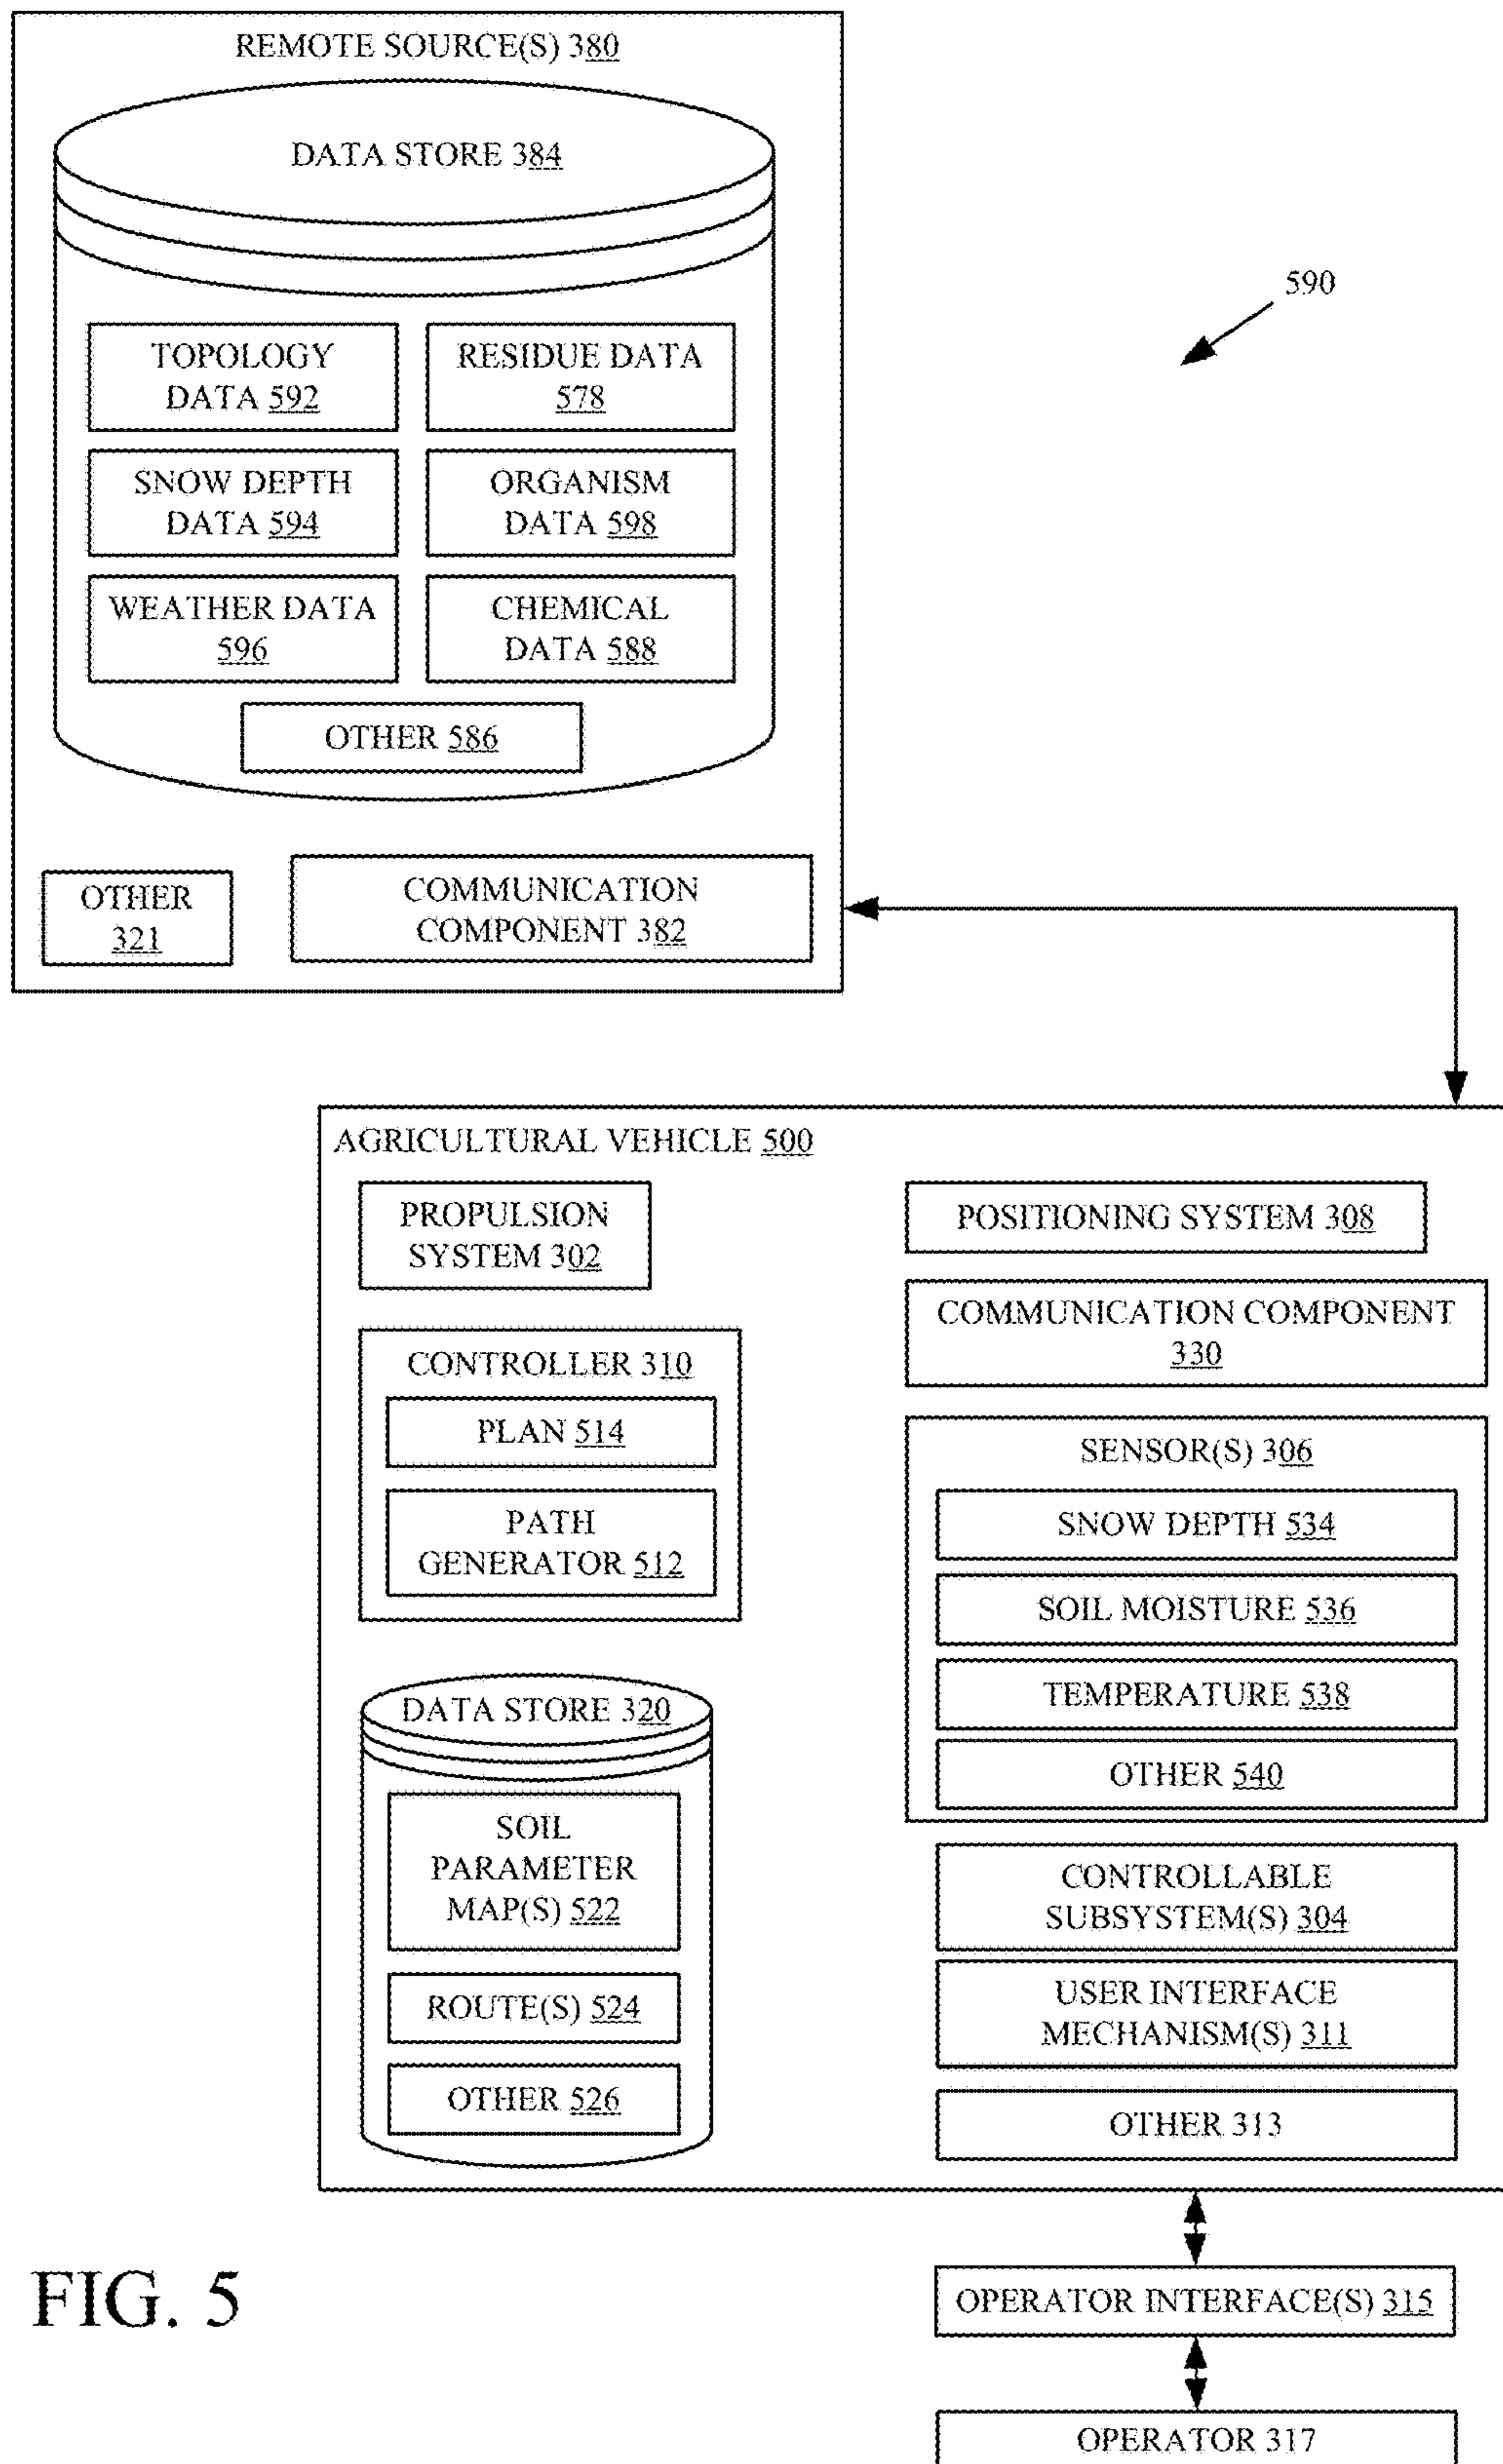 REMOTE SOURCE(S) 380
DATA STORE 384
TOPOLOGY
DATA 592
RESIDUE DATA
578
SNOW DEPTH
DATA 594
ORGANISM
DATA 598
WEATHER DATA
596
CHEMICAL
DATA 588
OTHER 586
OTHER
321
COMMUNICATION
COMPONENT 382
590
AGRICULTURAL VEHICLE 500
PROPULSION
SYSTEM 302
CONTROLLER 310
PLAN 514
PATH
GENERATOR 512
DATA STORE 320
SOIL
PARAMETER
MAP(S) 522
ROUTE(S) 524
OTHER 526
POSITIONING SYSTEM 308
COMMUNICATION COMPONENT
330
SENSOR(S) 306
SNOW DEPTH 534
SOIL MOISTURE 536
TEMPERATURE 538
OTHER 540
CONTROLLABLE
SUBSYSTEM(S) 304
USER INTERFACE
MECHANISM(S) 311
OTHER 313
OPERATOR INTERFACE(S) 315
OPERATOR 317
FIG. 5